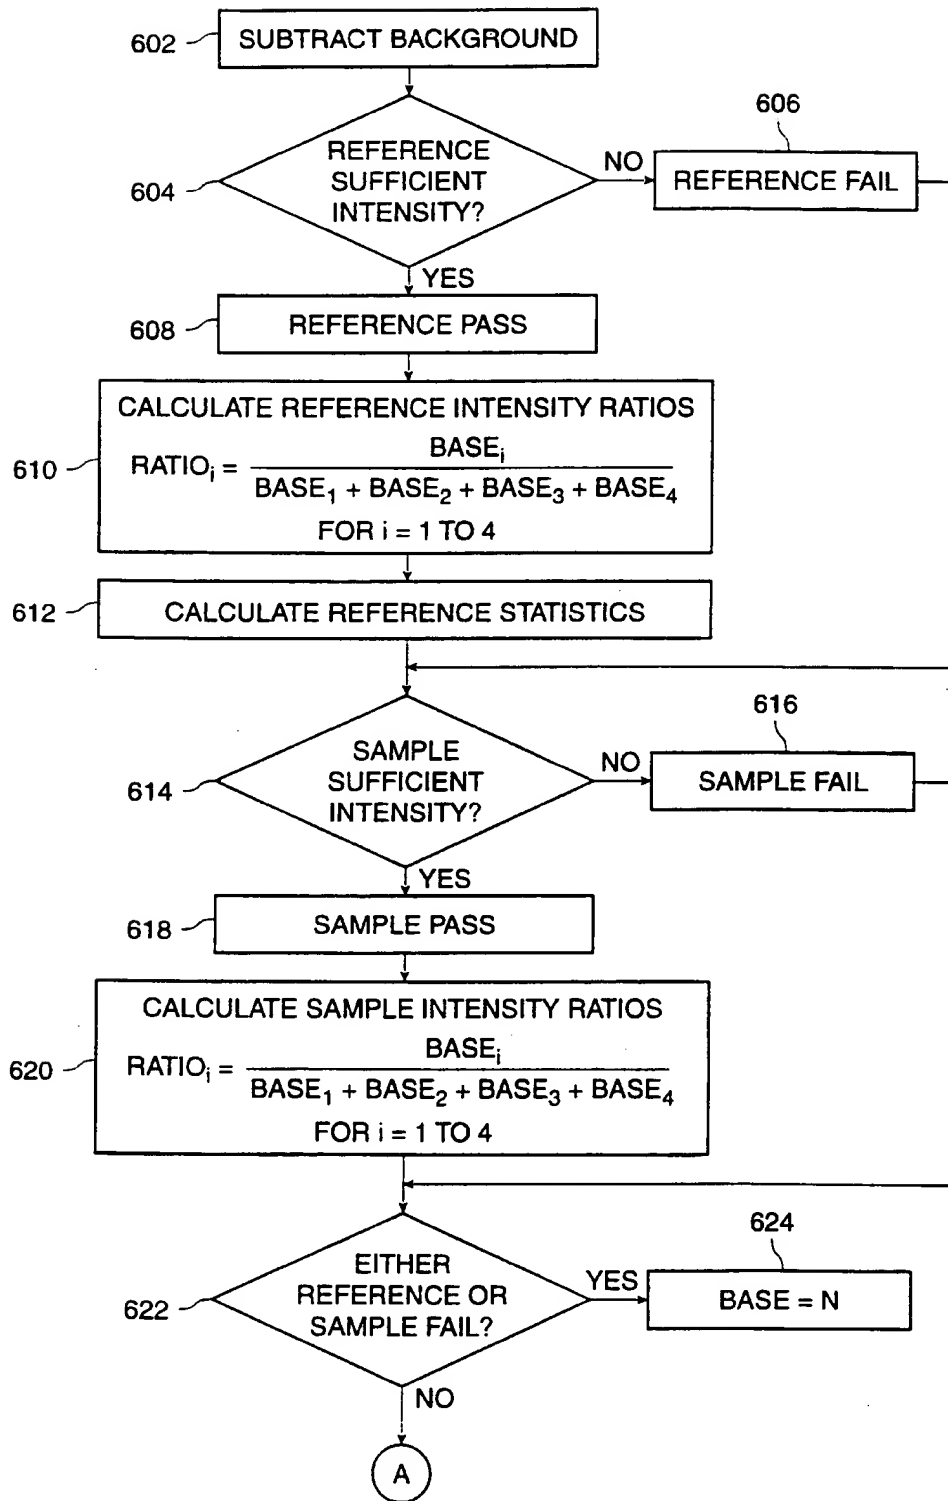 602
SUBTRACT BACKGROUND
604
REFERENCE
SUFFICIENT
INTENSITY?
NO
606
REFERENCE FAIL
YES
608
REFERENCE PASS
610
CALCULATE REFERENCE INTENSITY RATIOS
RATIOi = BASEi
BASE1 + BASE2 + BASE3 + BASE4
FOR i = 1 TO 4
612
CALCULATE REFERENCE STATISTICS
614
SAMPLE
SUFFICIENT
INTENSITY?
NO
616
SAMPLE FAIL
YES
618
SAMPLE PASS
620
CALCULATE SAMPLE INTENSITY RATIOS
RATIOi = BASEi
BASE1 + BASE2 + BASE3 + BASE4
FOR i = 1 TO 4
622
EITHER
REFERENCE OR
SAMPLE FAIL?
YES
624
BASE = N
NO
A